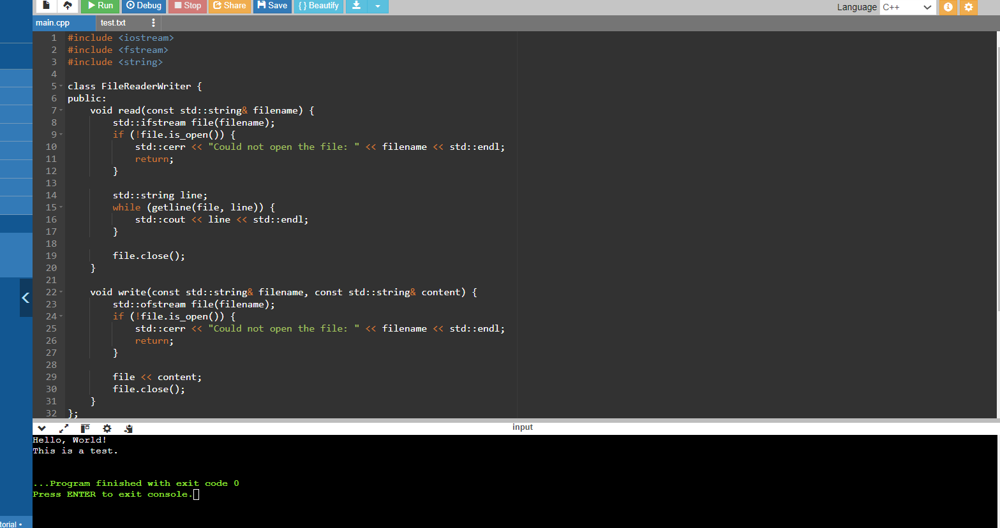 Run Debug Stop Share Save { } Beautify Language C++
main.cpp test.txt
1 #include <iostream>
2 #include <fstream>
3 #include <string>
4
5 class FileReaderWriter {
6 public:
7 void read(const std::string& filename) {
8 std::ifstream file(filename);
9 if (!file.is_open()) {
10 std::cerr << "Could not open the file: " << filename << std::endl;
11 return;
12 }
13
14 std::string line;
15 while (getline(file, line)) {
16 std::cout << line << std::endl;
17 }
18
19 file.close();
20 }
21
22 void write(const std::string& filename, const std::string& content) {
23 std::ofstream file(filename);
24 if (!file.is_open()) {
25 std::cerr << "Could not open the file: " << filename << std::endl;
26 return;
27 }
28
29 file << content;
30 file.close();
31 }
32 };
input
Hello, World!
This is a test.
...Program finished with exit code 0
Press ENTER to exit console.
torial •